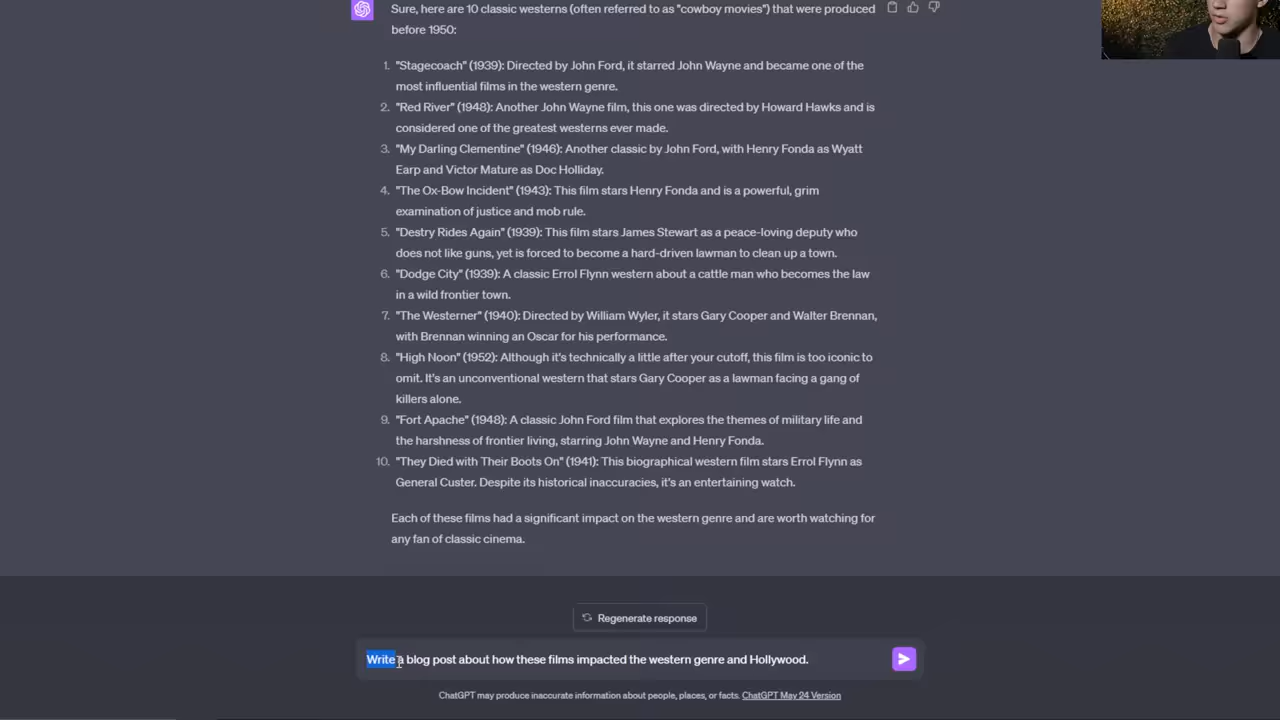 Sure, here are 10 classic westerns (often referred to as "cowboy movies") that were produced
before 1950:
1. "Stagecoach" (1939): Directed by John Ford, it starred John Wayne and became one of the
most influential films in the western genre.
2. "Red River" (1948): Another John Wayne film, this one was directed by Howard Hawks and is
considered one of the greatest westerns ever made.
3. "My Darling Clementine" (1946): Another classic by John Ford, with Henry Fonda as Wyatt
Earp and Victor Mature as Doc Holliday.
4. "The Ox-Bow Incident" (1943): This film stars Henry Fonda and is a powerful, grim
examination of justice and mob rule.
5. "Destry Rides Again" (1939): This film stars James Stewart as a peace-loving deputy who
does not like guns, yet is forced to become a hard-driven lawman to clean up a town.
6. "Dodge City" (1939): A classic Errol Flynn western about a cattle man who becomes the law
in a wild frontier town.
7. "The Westerner" (1940): Directed by William Wyler, it stars Gary Cooper and Walter Brennan,
with Brennan winning an Oscar for his performance.
8. "High Noon" (1952): Although it's technically a little after your cutoff, this film is too iconic to
omit. It's an unconventional western that stars Gary Cooper as a lawman facing a gang of
killers alone.
9. "Fort Apache" (1948): A classic John Ford film that explores the themes of military life and
the harshness of frontier living, starring John Wayne and Henry Fonda.
10. "They Died with Their Boots On" (1941): This biographical western film stars Errol Flynn as
General Custer. Despite its historical inaccuracies, it's an entertaining watch.
Each of these films had a significant impact on the western genre and are worth watching for
any fan of classic cinema.
Regenerate response
Write a blog post about how these films impacted the western genre and Hollywood.
ChatGPT may produce inaccurate information about people, places, or facts. ChatGPT May 24 Version